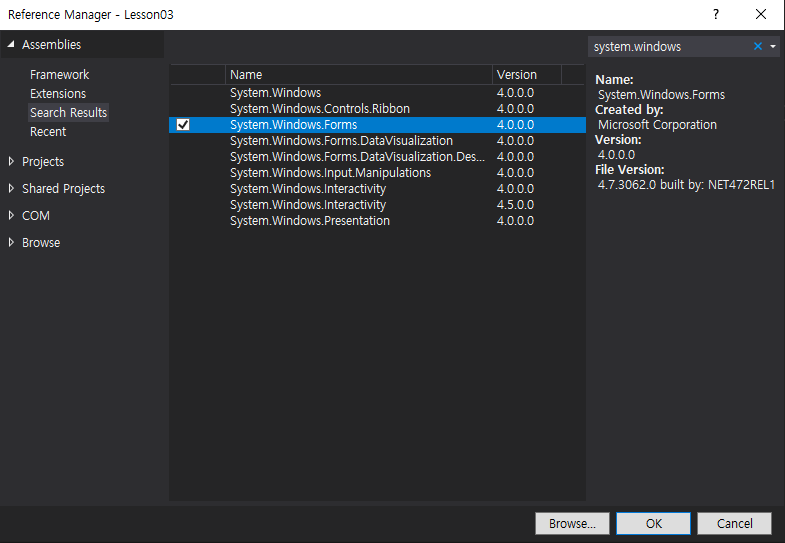 Reference Manager - Lesson03
Assemblies
Framework
Extensions
Search Results
Recent
Projects
Shared Projects
COM
Browse
Name Version
System.Windows 4.0.0.0
System.Windows.Controls.Ribbon 4.0.0.0
System.Windows.Forms 4.0.0.0
System.Windows.Forms.DataVisualization 4.0.0.0
System.Windows.Forms.DataVisualization.Des... 4.0.0.0
System.Windows.Input.Manipulations 4.0.0.0
System.Windows.Interactivity 4.0.0.0
System.Windows.Interactivity 4.5.0.0
System.Windows.Presentation 4.0.0.0
system.windows
Name:
System.Windows.Forms
Created by:
Microsoft Corporation
Version:
4.0.0.0
File Version:
4.7.3062.0 built by: NET472REL1
Browse... OK Cancel